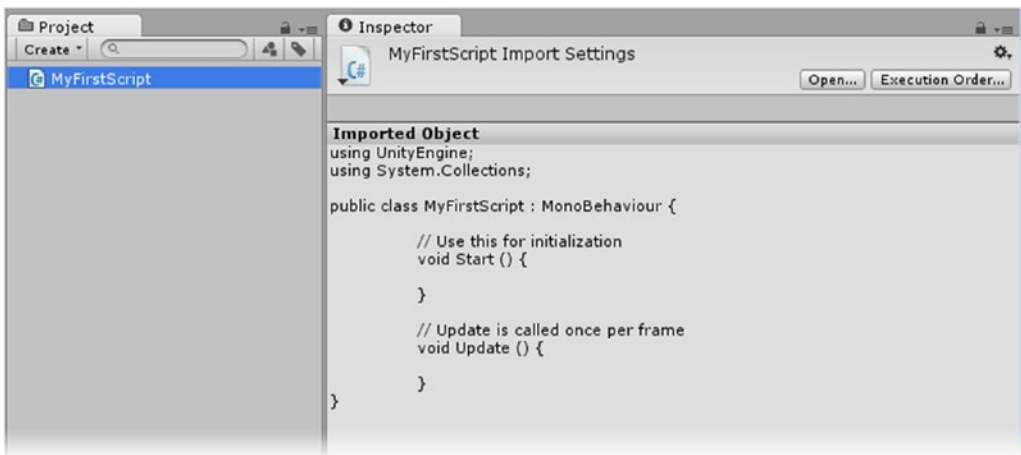 Project
Create
MyFirstScript
Inspector
MyFirstScript Import Settings
C#
Open...
Execution Order...
Imported Object
using UnityEngine;
using System.Collections;
public class MyFirstScript : MonoBehaviour {
// Use this for initialization
void Start () {
}
// Update is called once per frame
void Update () {
}
}